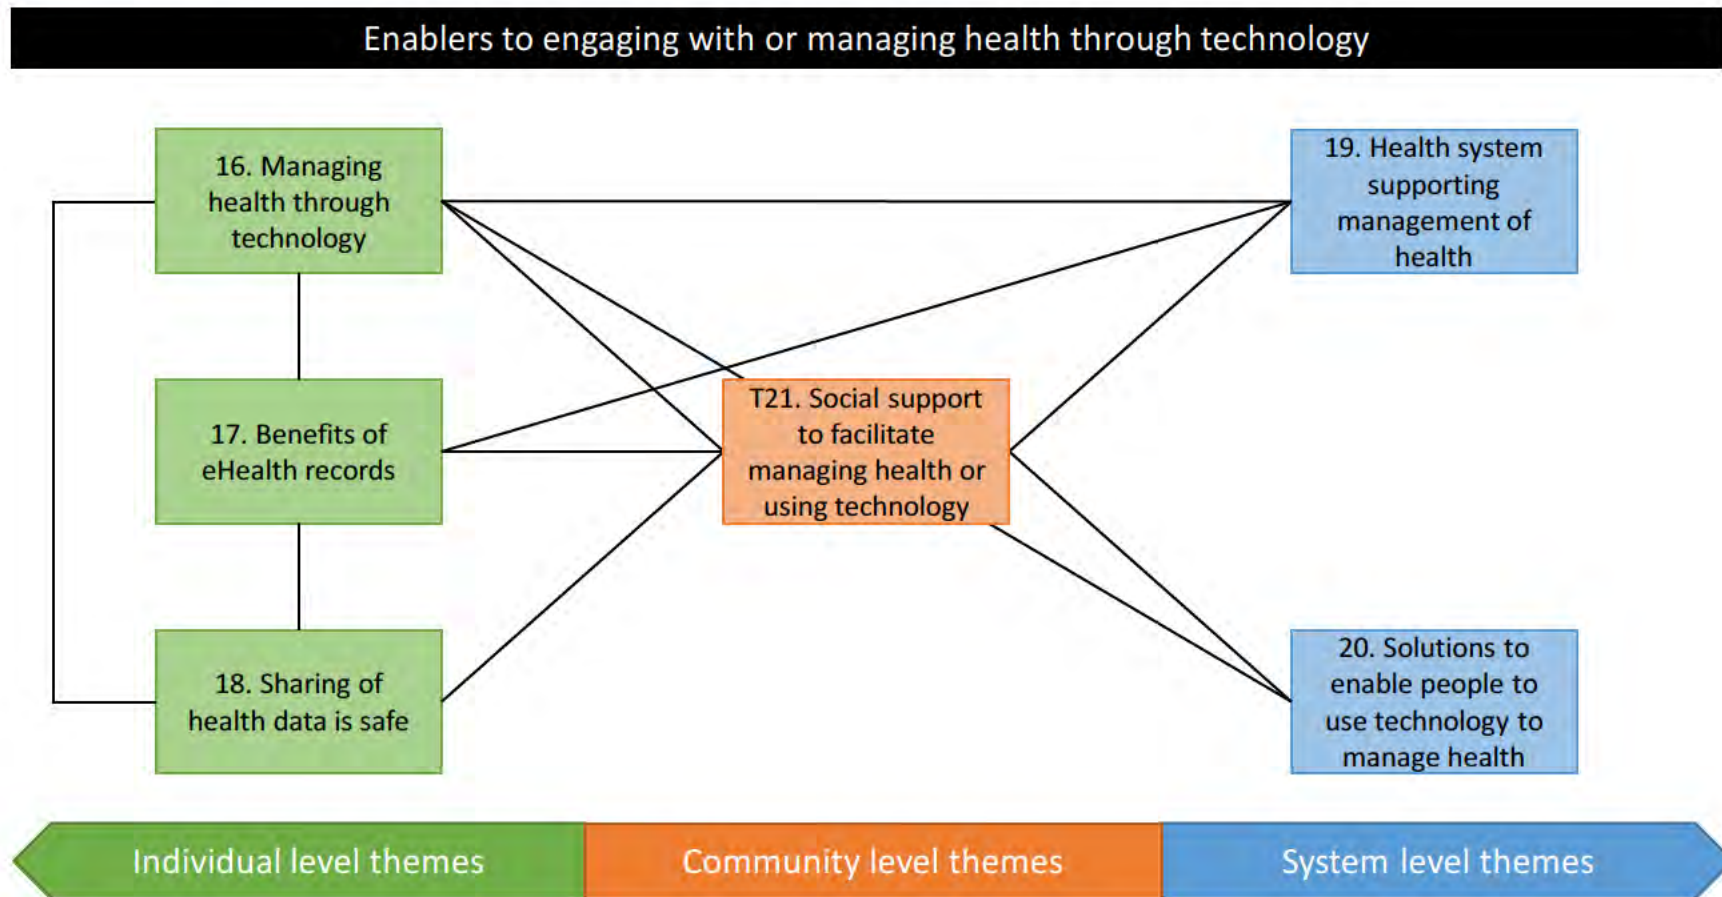 Enablers to engaging with or managing health through technology
16. Managing
health through
technology
19. Health system
supporting
management of
health
17. Benefits of
eHealth records
T21. Social support
to facilitate
managing health or
using technology
18. Sharing of
health data is safe
20. Solutions to
enable people to
use technology to
manage health
Individual level themes
Community level themes
System level themes